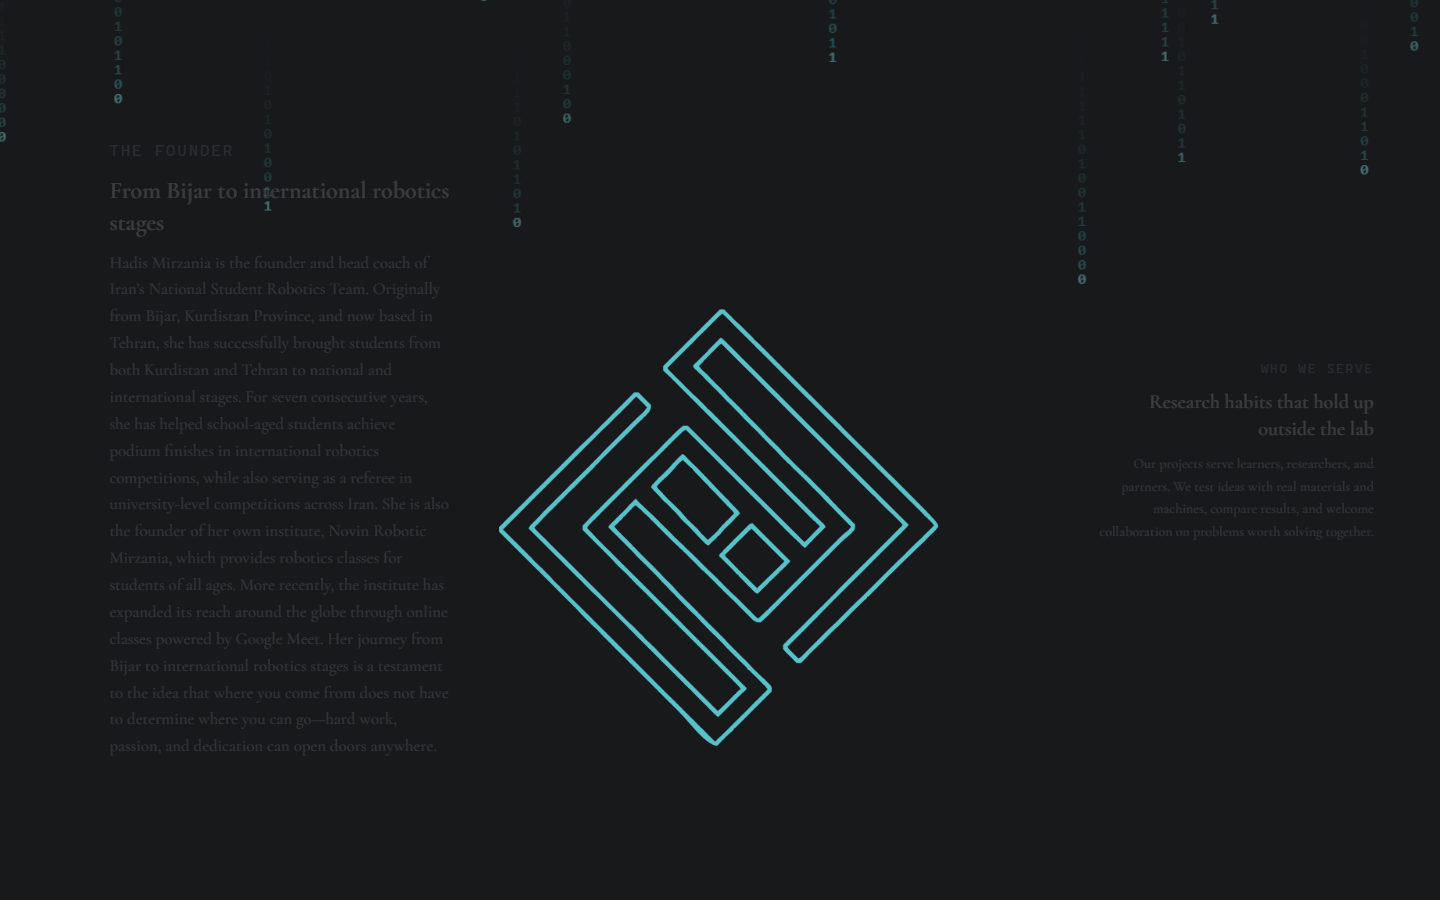 THE FOUNDER
From Bijar to international robotics
stages
Hadis Mirzania is the founder and head coach of
Iran's National Student Robotics Team. Originally
from Bijar, Kurdistan Province, and now based in
Tehran, she has successfully brought students from
both Kurdistan and Tehran to national and
international stages. For seven consecutive years,
she has helped school-aged students achieve
podium finishes in international robotics
competitions, while also serving as a referee in
university-level competitions across Iran. She is also
the founder of her own institute, Novin Robotic
Mirzania, which provides robotics classes for
students of all ages. More recently, the institute has
expanded its reach around the globe through online
classes powered by Google Meet. Her journey from
Bijar to international robotics stages is a testament
to the idea that where you come from does not have
to determine where you can go—hard work,
passion, and dedication can open doors anywhere.
WHO WE SERVE
Research habits that hold up
outside the lab
Our projects serve learners, researchers, and
partners. We test ideas with real materials and
machines, compare results, and welcome
collaboration on problems worth solving together.